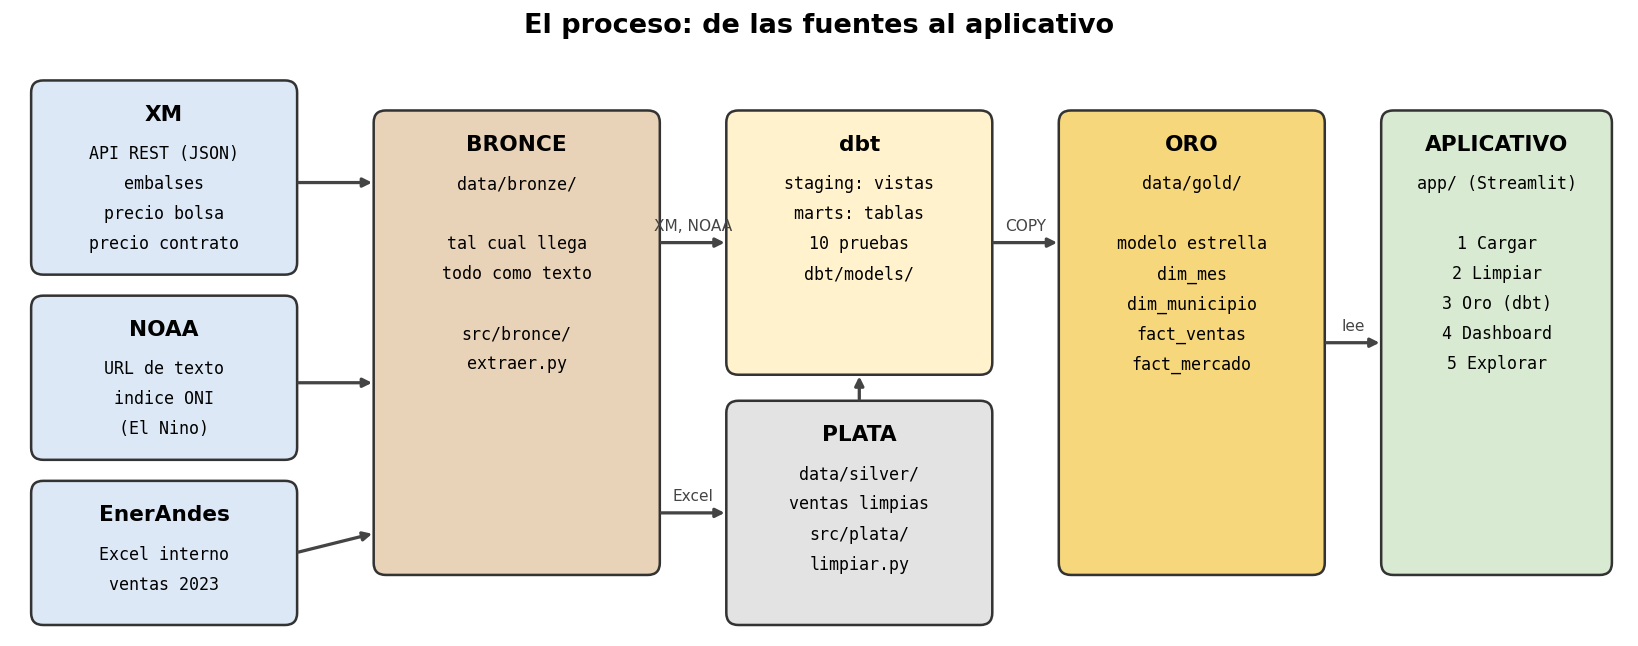 El proceso: de las fuentes al aplicativo
XM
API REST (JSON)
embalses
precio bolsa
precio contrato
NOAA
URL de texto
indice ONI
(El Nino)
EnerAndes
Excel interno
ventas 2023
BRONCE
data/bronze/
tal cual llega
todo como texto
src/bronce/
extraer.py
XM, NOAA
Excel
dbt
staging: vistas
marts: tablas
10 pruebas
dbt/models/
PLATA
data/silver/
ventas limpias
src/plata/
limpiar.py
COPY
ORO
data/gold/
modelo estrella
dim_mes
dim_municipio
fact_ventas
fact_mercado
lee
APLICATIVO
app/ (Streamlit)
1 Cargar
2 Limpiar
3 Oro (dbt)
4 Dashboard
5 Explorar